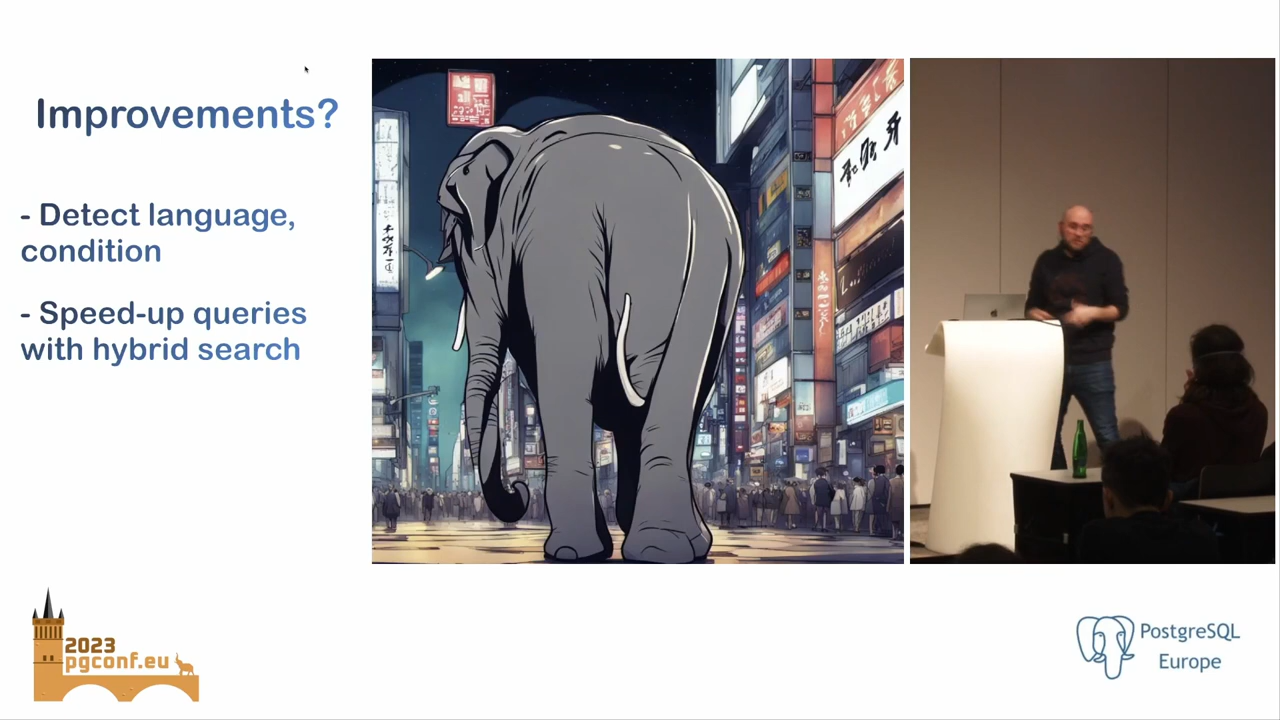 Improvements?
- Detect language,
condition
- Speed-up queries
with hybrid search
2023
pgconf.eu
PostgreSQL
Europe